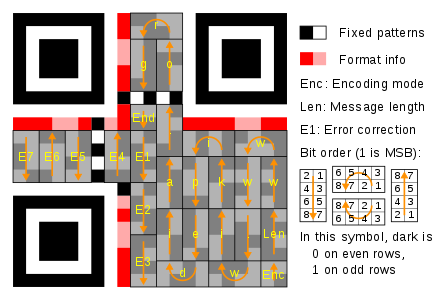 r
g o
End
i w
E7 E6 E5 E4 E1
a p k w w
E2
i e i Len
E3
d w Enc
Fixed patterns
Format info
Enc: Encoding mode
Len: Message length
E1: Error correction
Bit order (1 is MSB):
2 1 6 5 4 3 8 7
4 3 8 7 2 1 6 5
6 5 8 7 2 1 4 3
8 7 6 5 4 3 2 1
In this symbol, dark is
0 on even rows,
1 on odd rows